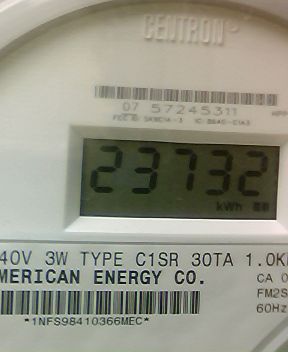 CENTRON®
07 57245311
23732
kWh
40V 3W TYPE C1SR 30TA 1.0K
MERICAN ENERGY CO.
CA 0
FM2S
60Hz
*1NFS98410366MEC*